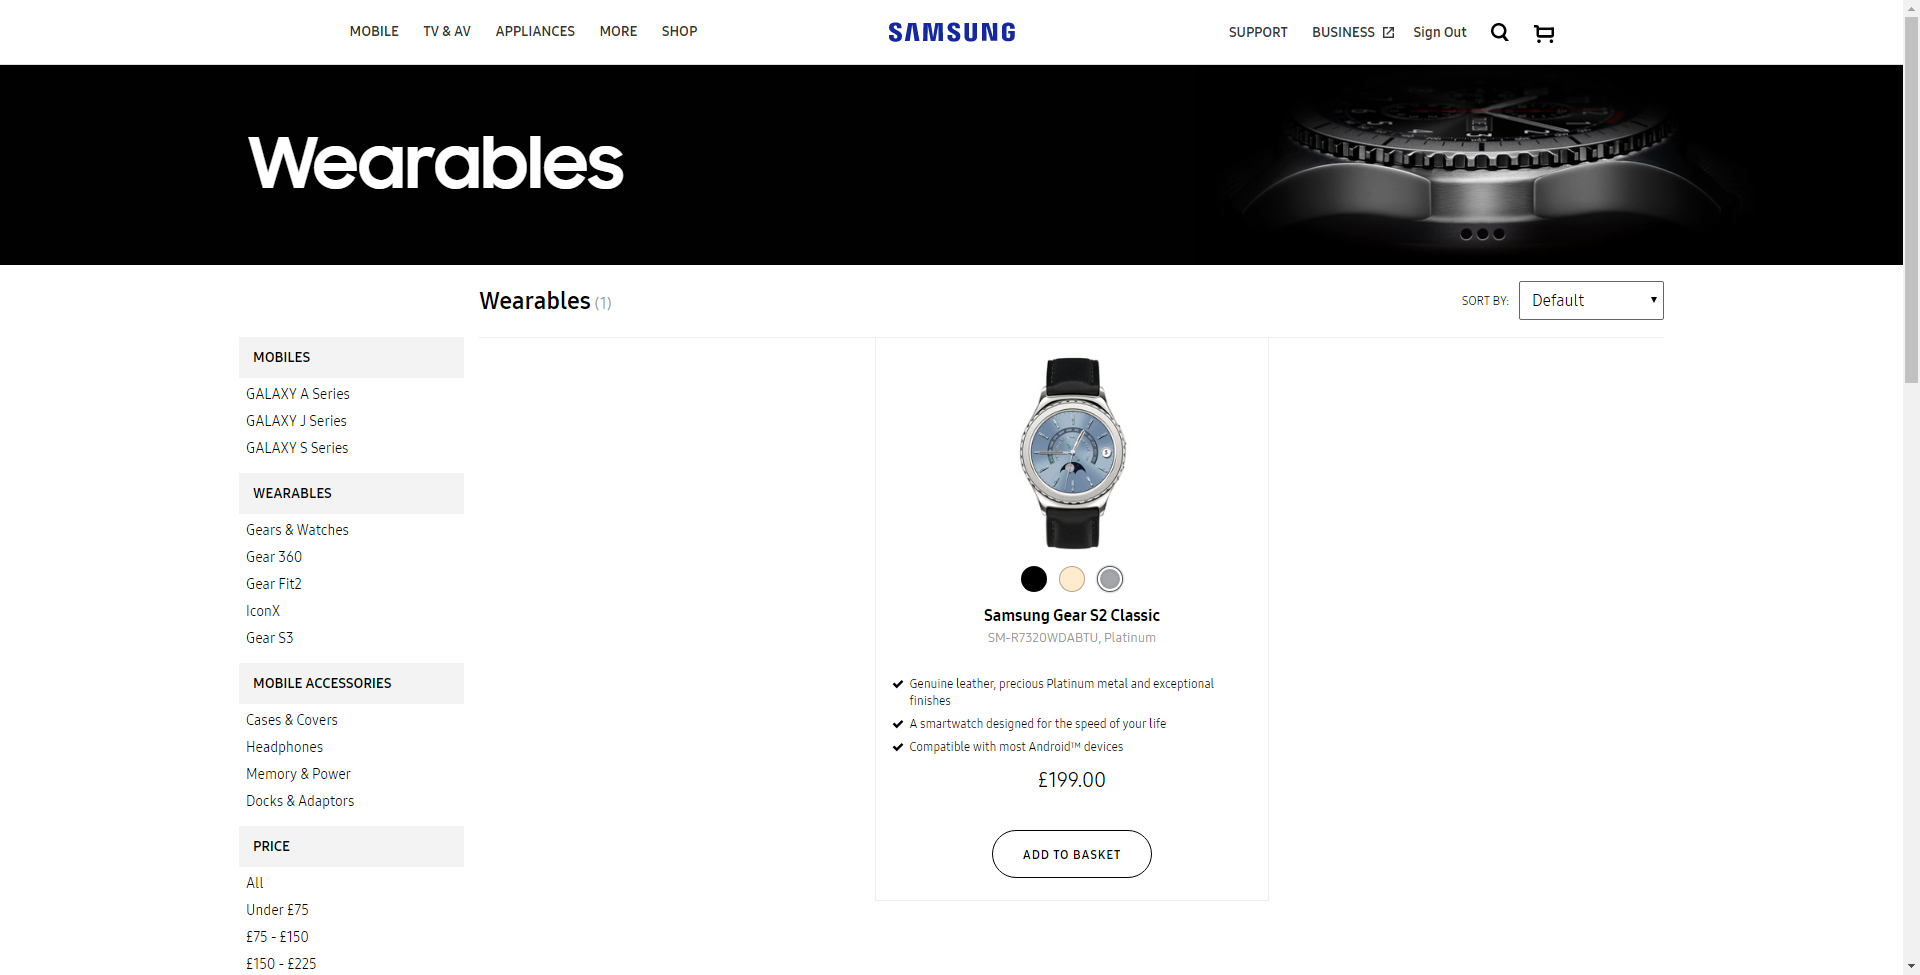 MOBILE TV & AV APPLIANCES MORE SHOP SAMSUNG SUPPORT BUSINESS Sign Out
Wearables
Wearables (1) SORT BY: Default
MOBILES
GALAXY A Series
GALAXY J Series
GALAXY S Series
WEARABLES
Gears & Watches
Gear 360
Gear Fit2
IconX
Gear S3
MOBILE ACCESSORIES
Cases & Covers
Headphones
Memory & Power
Docks & Adaptors
PRICE
All
Under £75
£75 - £150
£150 - £225
Samsung Gear S2 Classic
SM-R7320WDABTU, Platinum
Genuine leather, precious Platinum metal and exceptional
finishes
A smartwatch designed for the speed of your life
Compatible with most Android™ devices
£199.00
ADD TO BASKET